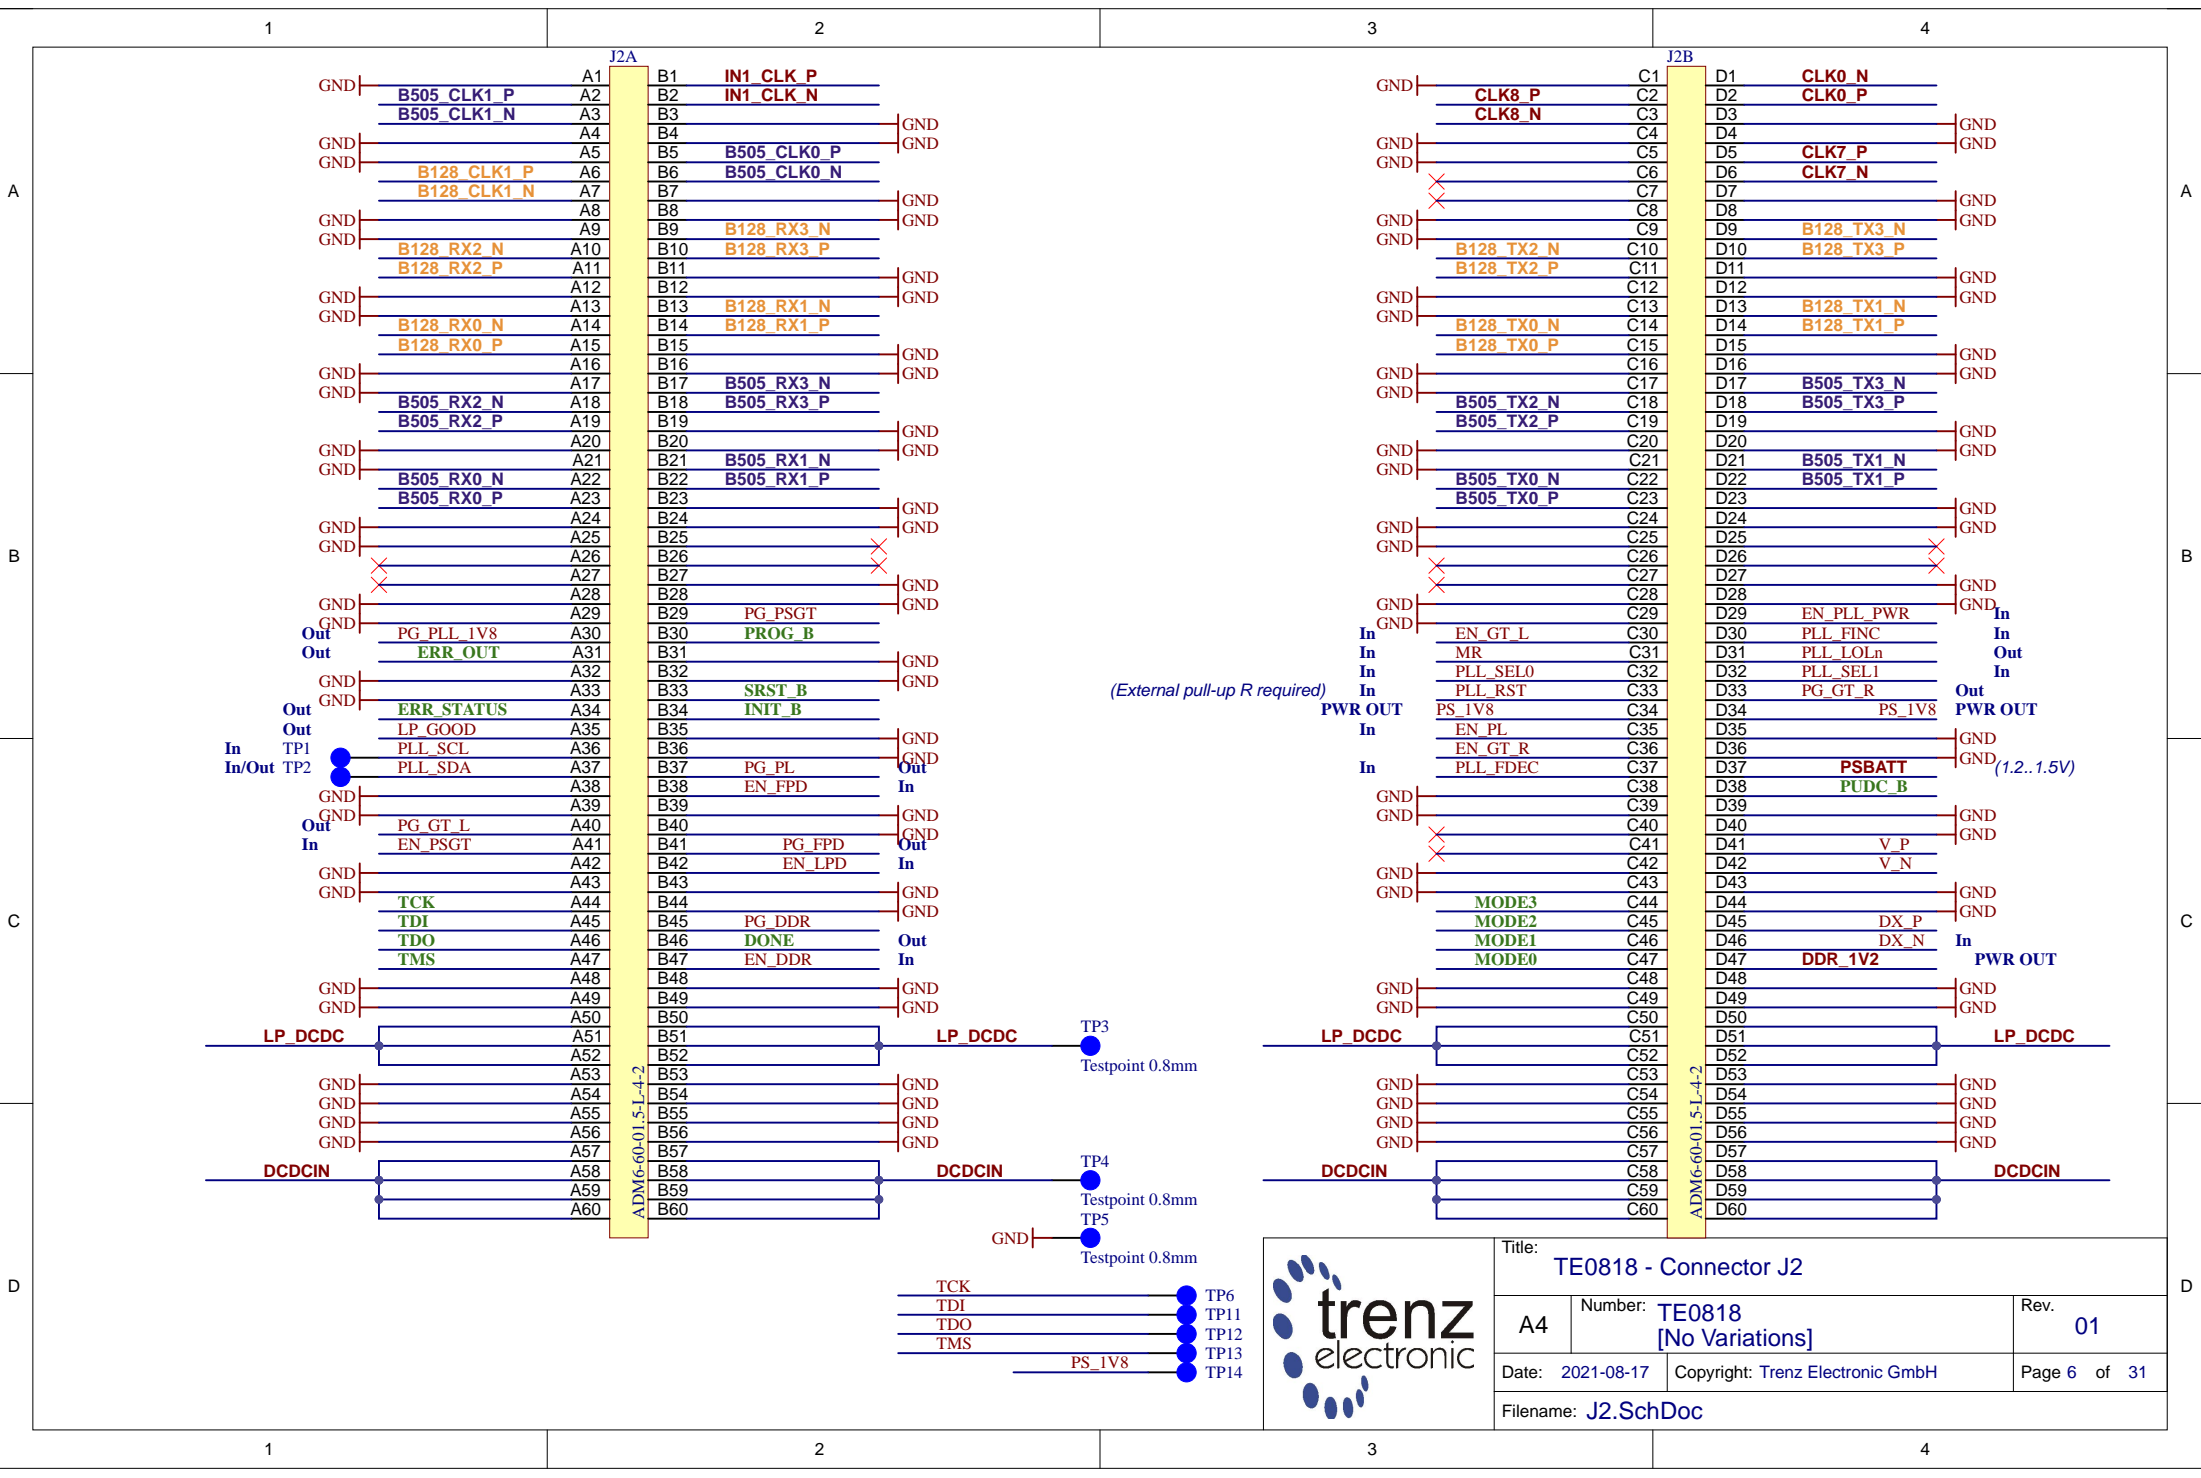 1 2 3 4
J2A J2B
GND A1 B1 IN1_CLK_P GND C1 D1 CLK0_N
B505_CLK1_P A2 B2 IN1_CLK_N CLK8_P C2 D2 CLK0_P
B505_CLK1_N A3 B3 GND CLK8_N C3 D3 GND
GND A4 B4 GND GND C4 D4 GND
GND A5 B5 B505_CLK0_P GND C5 D5 CLK7_P
B128_CLK1_P A6 B6 B505_CLK0_N C6 D6 CLK7_N
A B128_CLK1_N A7 B7 GND C7 D7 GND A
GND A8 B8 GND GND C8 D8 GND
GND A9 B9 B128_RX3_N GND C9 D9 B128_TX3_N
B128_RX2_N A10 B10 B128_RX3_P B128_TX2_N C10 D10 B128_TX3_P
B128_RX2_P A11 B11 GND B128_TX2_P C11 D11 GND
GND A12 B12 GND GND C12 D12 GND
GND A13 B13 B128_RX1_N GND C13 D13 B128_TX1_N
B128_RX0_N A14 B14 B128_RX1_P B128_TX0_N C14 D14 B128_TX1_P
B128_RX0_P A15 B15 GND B128_TX0_P C15 D15 GND
GND A16 B16 GND GND C16 D16 GND
GND A17 B17 B505_RX3_N GND C17 D17 B505_TX3_N
B505_RX2_N A18 B18 B505_RX3_P B505_TX2_N C18 D18 B505_TX3_P
B505_RX2_P A19 B19 GND B505_TX2_P C19 D19 GND
GND A20 B20 GND GND C20 D20 GND
GND A21 B21 B505_RX1_N GND C21 D21 B505_TX1_N
B505_RX0_N A22 B22 B505_RX1_P B505_TX0_N C22 D22 B505_TX1_P
B505_RX0_P A23 B23 GND B505_TX0_P C23 D23 GND
GND A24 B24 GND GND C24 D24 GND
GND A25 B25 GND C25 D25
B A26 B26 C26 D26 B
A27 B27 GND C27 D27 GND
GND A28 B28 GND GND C28 D28 GND
GND A29 B29 PG_PSGT GND C29 D29 EN_PLL_PWR In
Out PG_PLL_1V8 A30 B30 PROG_B In EN_GT_L C30 D30 PLL_FINC In
Out ERR_OUT A31 B31 GND In MR C31 D31 PLL_LOLn Out
GND A32 B32 GND In PLL_SEL0 C32 D32 PLL_SEL1 In
GND A33 B33 SRST_B (External pull-up R required) In PLL_RST C33 D33 PG_GT_R Out
Out ERR_STATUS A34 B34 INIT_B PWR OUT PS_1V8 C34 D34 PS_1V8 PWR OUT
Out LP_GOOD A35 B35 GND In EN_PL C35 D35 GND
In TP1 PLL_SCL A36 B36 GND EN_GT_R C36 D36 GND
In/Out TP2 PLL_SDA A37 B37 PG_PL Out In PLL_FDEC C37 D37 PSBATT (1.2..1.5V)
GND A38 B38 EN_FPD In GND C38 D38 PUDC_B
GND A39 B39 GND GND C39 D39 GND
Out PG_GT_L A40 B40 GND C40 D40 GND
In EN_PSGT A41 B41 PG_FPD Out C41 D41 V_P
GND A42 B42 EN_LPD In GND C42 D42 V_N
GND A43 B43 GND GND C43 D43 GND
TCK A44 B44 GND MODE3 C44 D44 GND
C TDI A45 B45 PG_DDR MODE2 C45 D45 DX_P C
TDO A46 B46 DONE Out MODE1 C46 D46 DX_N In
TMS A47 B47 EN_DDR In MODE0 C47 D47 DDR_1V2 PWR OUT
GND A48 B48 GND GND C48 D48 GND
GND A49 B49 GND GND C49 D49 GND
A50 B50 C50 D50
LP_DCDC A51 B51 LP_DCDC TP3 LP_DCDC C51 D51 LP_DCDC
A52 B52 Testpoint 0.8mm C52 D52
GND A53 B53 GND GND C53 D53 GND
GND A54 B54 GND GND C54 D54 GND
GND A55 B55 GND GND C55 D55 GND
GND A56 B56 GND GND C56 D56 GND
A57 B57 C57 D57
DCDCIN A58 B58 DCDCIN TP4 DCDCIN C58 D58 DCDCIN
A59 B59 Testpoint 0.8mm C59 D59
A60 B60 C60 D60
ADM6-60-01.5-L-4-2 ADM6-60-01.5-L-4-2
GND TP5
Testpoint 0.8mm
D D
TCK TP6
TDI TP11
TDO TP12
TMS TP13
PS_1V8 TP14
trenz
electronic
Title:
TE0818 - Connector J2
A4 Number: TE0818
[No Variations]
Rev. 01
Date: 2021-08-17 Copyright: Trenz Electronic GmbH Page 6 of 31
Filename: J2.SchDoc
1 2 3 4